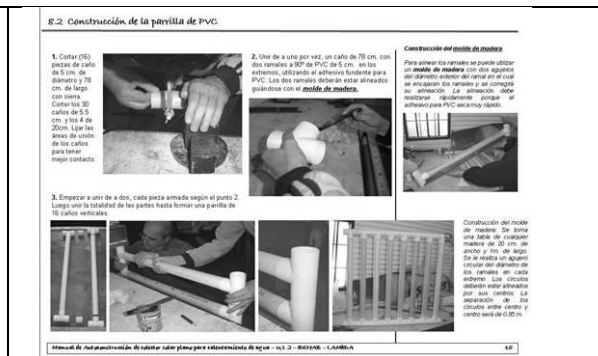 8.2 Construcción de la parrilla de PVC
1. Cortar (16)
piezas de caño
de 5 cm. de
diámetro y 78
cm. de largo
con sierra.
Cortar los 30
caños de 5.5
cm. y los 4 de
20cm. Lijar las
áreas de unión
de los caños
para tener
mejor contacto.
2. Unir de a uno por vez, un caño de 78 cm. con
dos ramales a 90º de PVC de 5 cm. en los
extremos, utilizando el adhesivo fundente para
PVC. Los dos ramales deberán estar alineados
guiándose con el molde de madera.
Construcción del molde de madera
Para alinear los ramales se puede utilizar
un molde de madera con dos agujeros
del diámetro exterior del ramal en el cual
se encajaran los ramales y se corregirá
su alineación. La alineación debe
realizarse rápidamente porque el
adhesivo para PVC seca muy rápido.
3. Empezar a unir de a dos, cada pieza armada según el punto 2.
Luego unir la totalidad de las partes hasta formar una parrilla de
16 caños verticales.
Construcción del molde
de madera: Se toma
una tabla de cualquier
madera de 20 cm. de
ancho y 1m. de largo.
Se le realiza un agujero
circular del diámetro de
los ramales en cada
extremo. Los círculos
deberán estar alineados
por sus centros. La
separación de los
círculos entre centro y
centro será de 0.85 m.
Manual de Autoconstrucción de colector solar plano para calentamiento de agua - U.I. 2 - IREHAB - LAMBDA